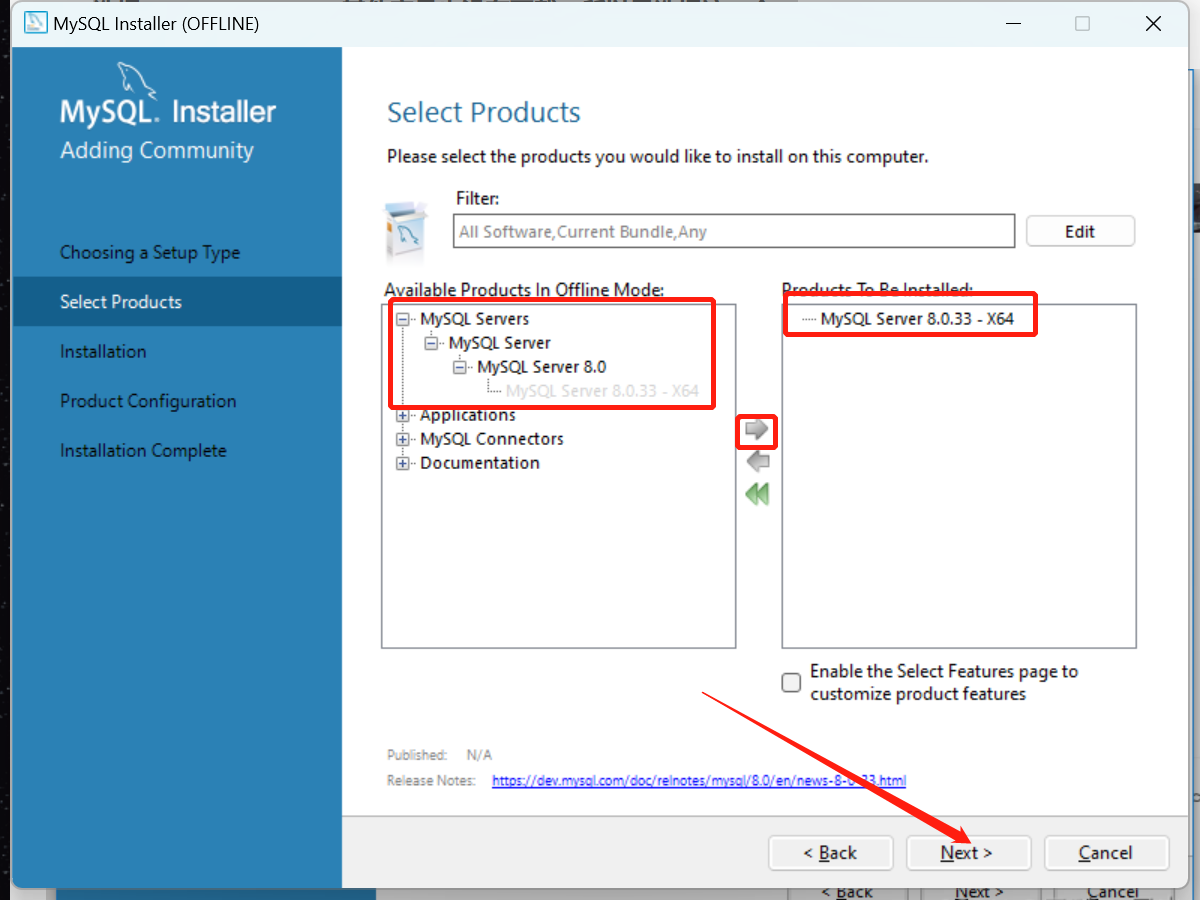 MySQL Installer (OFFLINE)
MySQL. Installer
Adding Community
Choosing a Setup Type
Select Products
Installation
Product Configuration
Installation Complete
Select Products
Please select the products you would like to install on this computer.
Filter:
All Software,Current Bundle,Any
Edit
Available Products In Offline Mode:
MySQL Servers
MySQL Server
MySQL Server 8.0
MySQL Server 8.0.33 - X64
Applications
MySQL Connectors
Documentation
Products To Be Installed:
MySQL Server 8.0.33 - X64
Enable the Select Features page to
customize product features
Published: N/A
Release Notes: https://dev.mysql.com/doc/relnotes/mysql/8.0/en/news-8-0-33.html
< Back
Next >
Cancel
< Back
Next >
Cancel